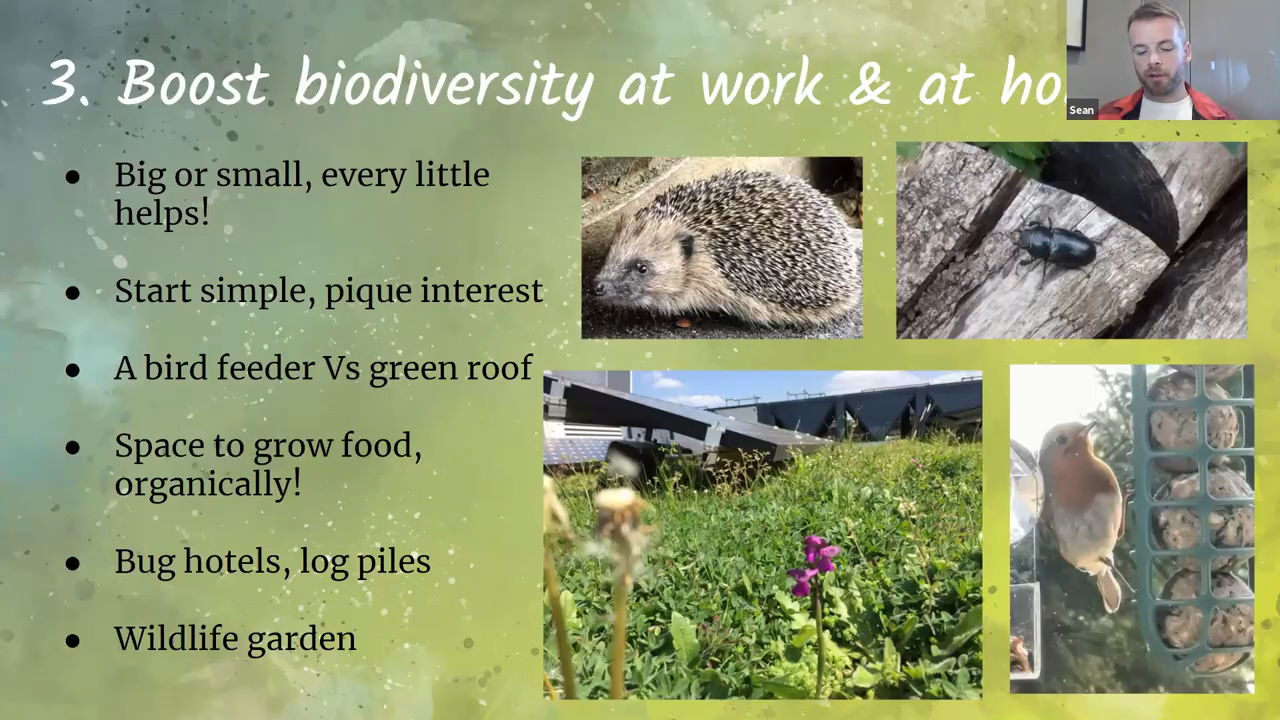 3. Boost biodiversity at work & at ho
Sean
● Big or small, every little
helps!
● Start simple, pique interest
● A bird feeder Vs green roof
● Space to grow food,
organically!
● Bug hotels, log piles
● Wildlife garden